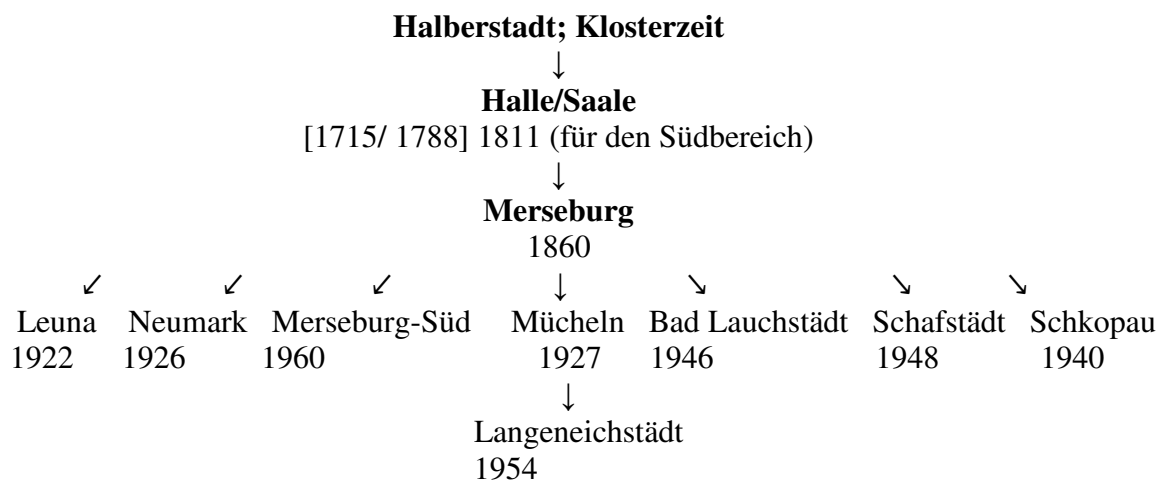 Halberstadt; Klosterzeit
↓
Halle/Saale
[1715/ 1788] 1811 (für den Südbereich)
↓
Merseburg
1860
↙ ↙ ↙ ↓ ↘ ↘ ↘
Leuna Neumark Merseburg-Süd Mücheln Bad Lauchstädt Schafstädt Schkopau
1922 1926 1960 1927 1946 1948 1940
↓
Langeneichstädt
1954